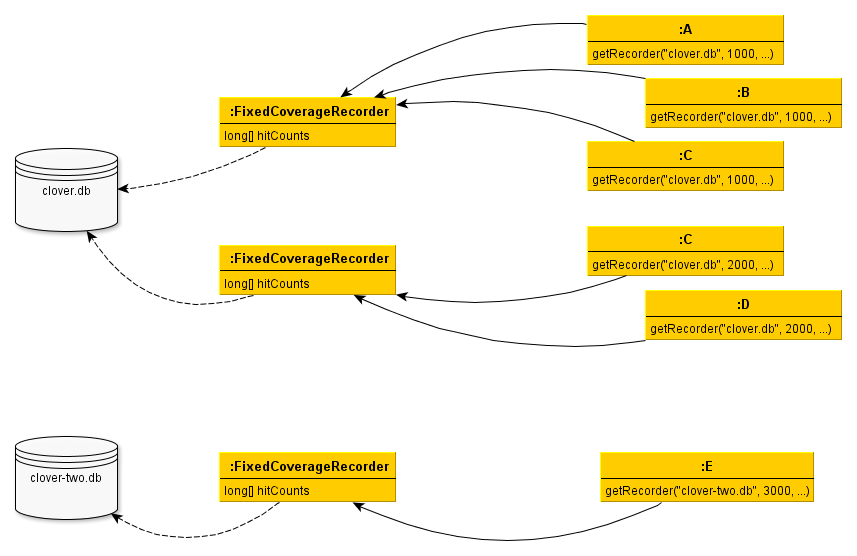 :A
getRecorder("clover.db", 1000, ...)
:B
getRecorder("clover.db", 1000, ...)
:FixedCoverageRecorder
long[] hitCounts
:C
getRecorder("clover.db", 1000, ...)
clover.db
:C
getRecorder("clover.db", 2000, ...)
:FixedCoverageRecorder
long[] hitCounts
:D
getRecorder("clover.db", 2000, ...)
clover-two.db
:FixedCoverageRecorder
long[] hitCounts
:E
getRecorder("clover-two.db", 3000, ...)